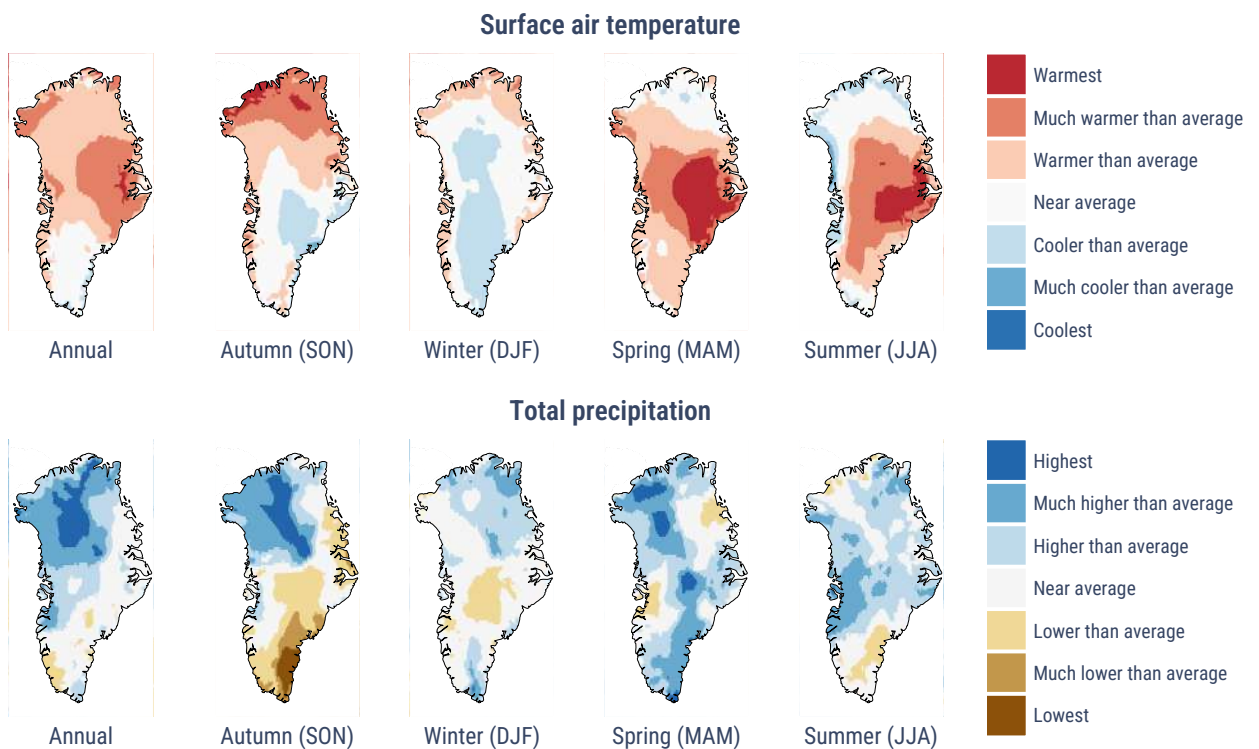 Surface air temperature
Warmest
Much warmer than average
Warmer than average
Near average
Cooler than average
Much cooler than average
Coolest
Annual
Autumn (SON)
Winter (DJF)
Spring (MAM)
Summer (JJA)
Total precipitation
Highest
Much higher than average
Higher than average
Near average
Lower than average
Much lower than average
Lowest
Annual
Autumn (SON)
Winter (DJF)
Spring (MAM)
Summer (JJA)